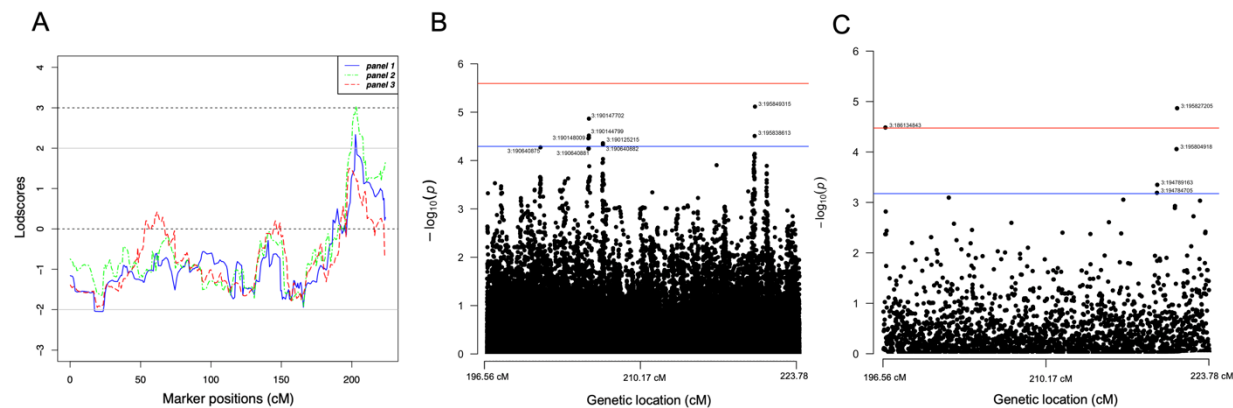 A
Lodscores
4
3
2
1
0
-1
-2
-3
panel 1
panel 2
panel 3
0
50
100
150
200
Marker positions (cM)
B
−log10(p)
6
5
4
3
2
1
0
3:195849315
3:190147702
3:190144799
3:190148009
3:195838613
3:190125215
3:190640875
3:190640881
3:190640882
196.56 cM
210.17 cM
223.78 cM
Genetic location (cM)
C
−log10(p)
6
5
4
3
2
1
0
3:195827205
3:186134843
3:195804916
3:194789163
3:194784705
196.56 cM
210.17 cM
223.78 cM
Genetic location (cM)